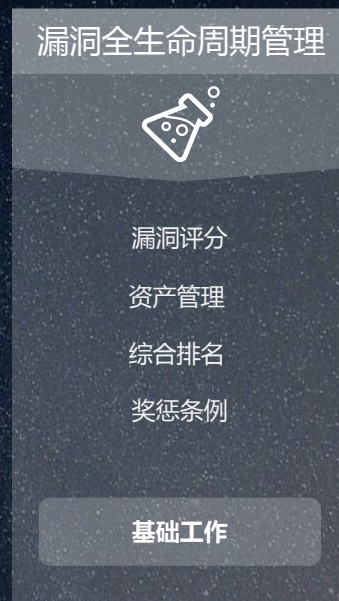 漏洞全生命周期管理
漏洞评分
资产管理
综合排名
奖惩条例
基础工作